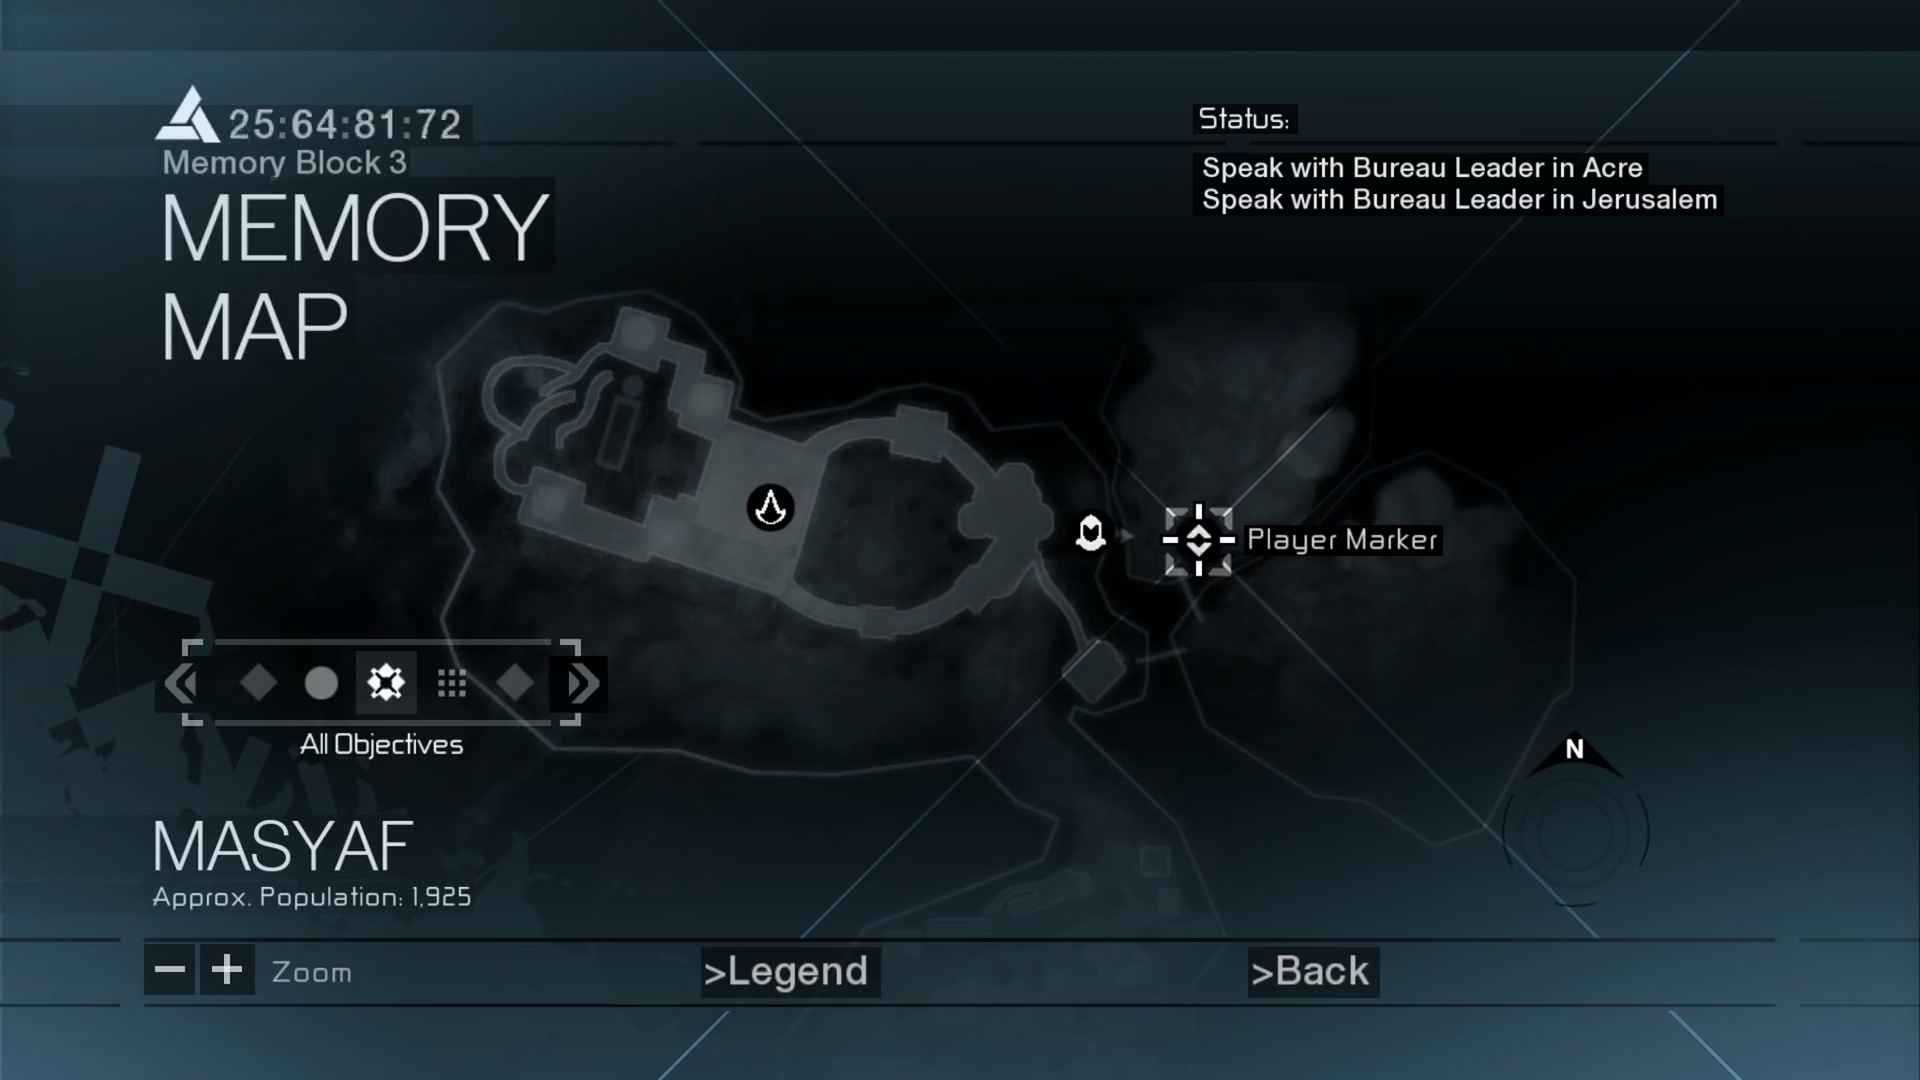 25:64:81:72
Memory Block 3
MEMORY
MAP
Status:
Speak with Bureau Leader in Acre
Speak with Bureau Leader in Jerusalem
Player Marker
All Objectives
N
MASYAF
Approx. Population: 1,925
Zoom
>Legend
>Back